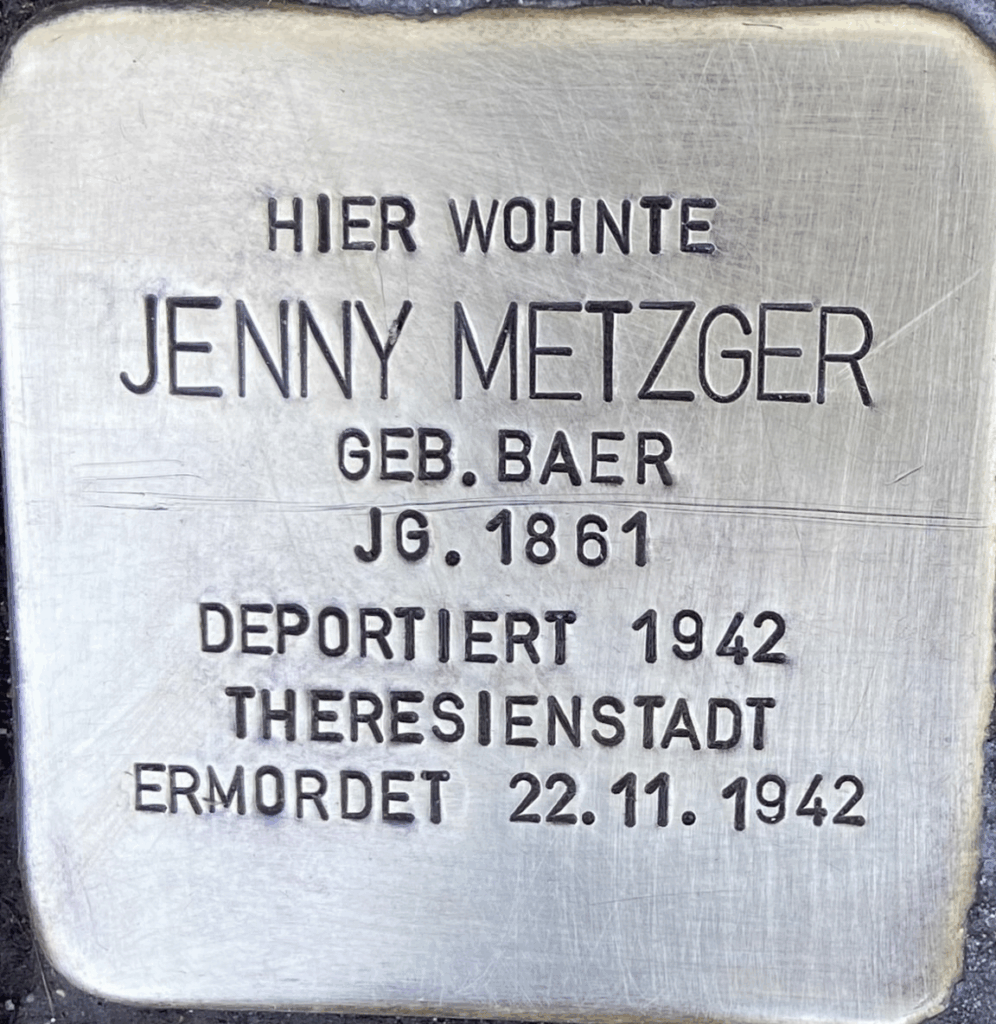 HIER WOHNTE
JENNY METZGER
GEB. BAER
JG. 1861
DEPORTIERT 1942
THERESIENSTADT
ERMORDET 22.11.1942